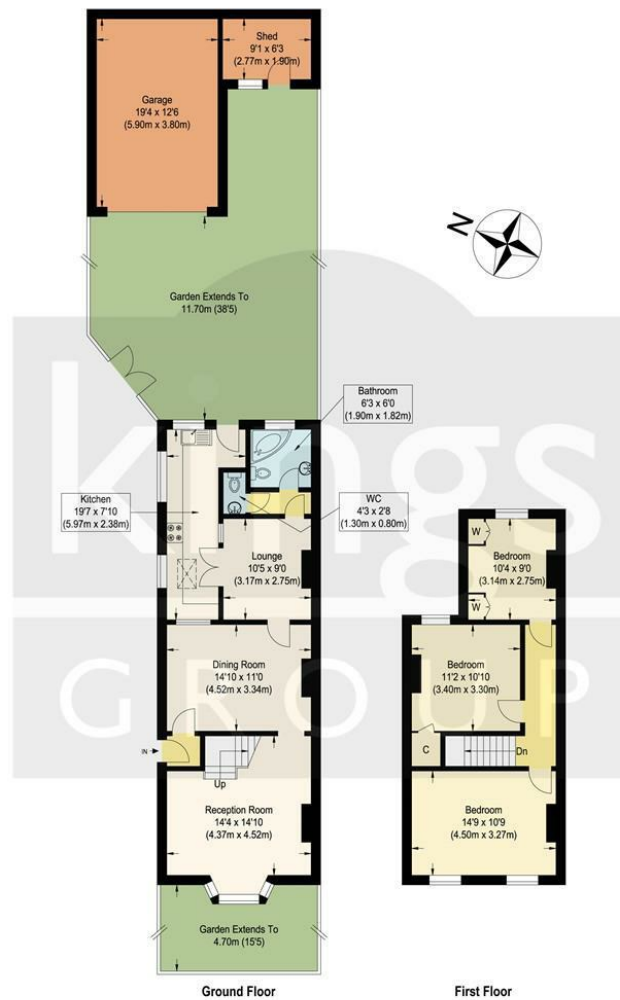 Shed
9'1 x 6'3
(2.77m x 1.90m)
Garage
19'4 x 12'6
(5.90m x 3.80m)
N
Garden Extends To
11.70m (38'5)
Bathroom
6'3 x 6'0
(1.90m x 1.82m)
Kitchen
19'7 x 7'10
(5.97m x 2.38m)
WC
4'3 x 2'8
(1.30m x 0.80m)
Lounge
10'5 x 9'0
(3.17m x 2.75m)
Dining Room
14'10 x 11'0
(4.52m x 3.34m)
IN
Up
Reception Room
14'4 x 14'10
(4.37m x 4.52m)
Garden Extends To
4.70m (15'5)
Ground Floor
W
Bedroom
10'4 x 9'0
(3.14m x 2.75m)
W
Bedroom
11'2 x 10'10
(3.40m x 3.30m)
C
Dn
Bedroom
14'9 x 10'9
(4.50m x 3.27m)
First Floor
kings
GROUP